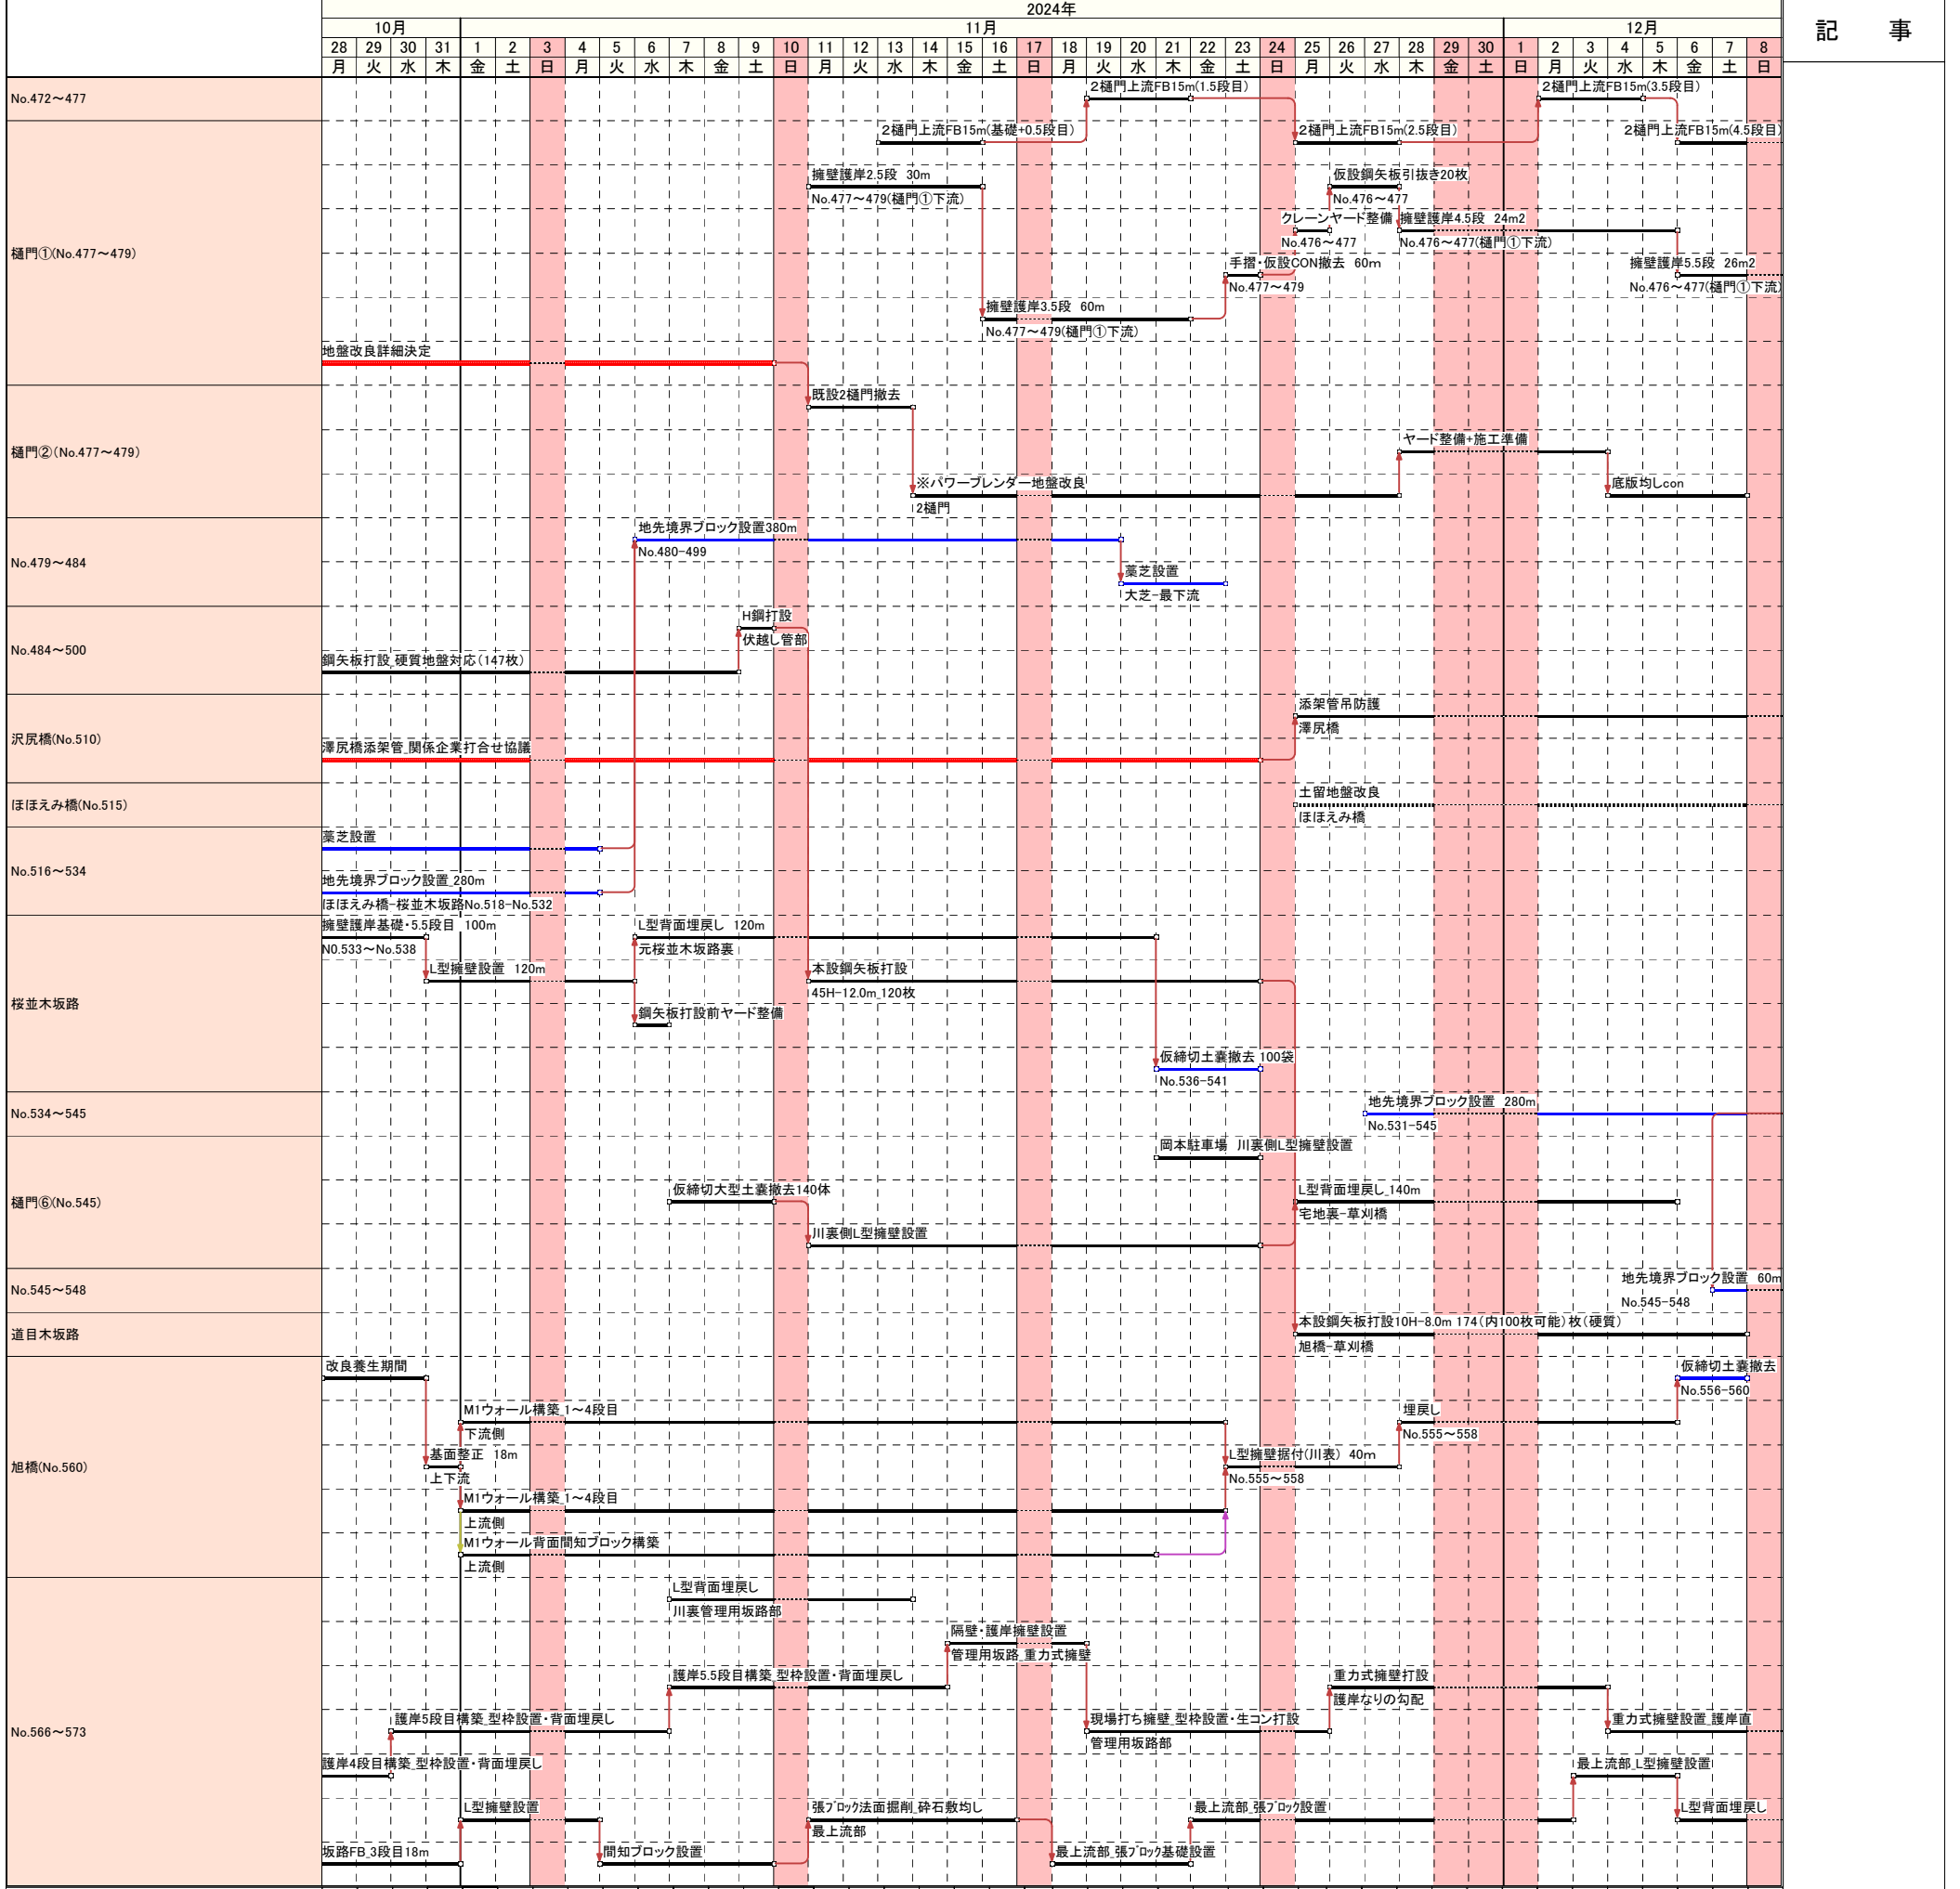 2024年
記　事
10月 11月 12月
28 29 30 31 1 2 3 4 5 6 7 8 9 10 11 12 13 14 15 16 17 18 19 20 21 22 23 24 25 26 27 28 29 30 1 2 3 4 5 6 7 8
月 火 水 木 金 土 日 月 火 水 木 金 土 日 月 火 水 木 金 土 日 月 火 水 木 金 土 日 月 火 水 木 金 土 日 月 火 水 木 金 土 日
No.472～477
2樋門上流FB15m(1.5段目)
2樋門上流FB15m(3.5段目)
2樋門上流FB15m(基礎+0.5段目)
2樋門上流FB15m(2.5段目)
2樋門上流FB15m(4.5段目)
樋門①(No.477～479)
擁壁護岸2.5段 30m
No.477～479(樋門①下流)
仮設鋼矢板引抜き20枚
No.476～477
クレーンヤード整備
No.476～477
擁壁護岸4.5段 24m2
No.476～477(樋門①下流)
手摺・仮設CON撤去 60m
No.477～479
擁壁護岸5.5段 26m2
No.476～477(樋門①下流)
擁壁護岸3.5段 60m
No.477～479(樋門①下流)
地盤改良詳細決定
樋門②(No.477～479)
既設2樋門撤去
ヤード整備+施工準備
※パワーブレンダー地盤改良
2樋門
底版均しcon
No.479～484
地先境界ブロック設置380m
No.480-499
藁芝設置
大芝-最下流
No.484～500
H鋼打設
伏越し管部
鋼矢板打設_硬質地盤対応(147枚)
沢尻橋(No.510)
添架管吊防護
澤尻橋
澤尻橋添架管_関係企業打合せ協議
ほほえみ橋(No.515)
土留地盤改良
ほほえみ橋
No.516～534
藁芝設置
地先境界ブロック設置_280m
ほほえみ橋-桜並木坂路No.518-No.532
桜並木坂路
擁壁護岸基礎・5.5段目 100m
N0.533～No.538
L型背面埋戻し 120m
元桜並木坂路裏
L型擁壁設置 120m
本設鋼矢板打設
45H-12.0m_120枚
鋼矢板打設前ヤード整備
仮締切土嚢撤去 100袋
No.536-541
No.534～545
地先境界ブロック設置 280m
No.531-545
樋門⑥(No.545)
岡本駐車場 川裏側L型擁壁設置
仮締切大型土嚢撤去140体
L型背面埋戻し_140m
宅地裏-草刈橋
川裏側L型擁壁設置
No.545～548
地先境界ブロック設置 60m
No.545-548
道目木坂路
本設鋼矢板打設10H-8.0m 174(内100枚可能)枚(硬質)
旭橋-草刈橋
旭橋(No.560)
改良養生期間
仮締切土嚢撤去
No.556-560
M1ウォール構築_1～4段目
下流側
埋戻し
No.555～558
基面整正 18m
上下流
L型擁壁据付(川表) 40m
No.555～558
M1ウォール構築_1～4段目
上流側
M1ウォール背面間知ブロック構築
上流側
No.566～573
L型背面埋戻し
川裏管理用坂路部
隔壁・護岸擁壁設置
管理用坂路_重力式擁壁
護岸5.5段目構築_型枠設置・背面埋戻し
重力式擁壁打設
護岸なりの勾配
護岸5段目構築_型枠設置・背面埋戻し
現場打ち擁壁_型枠設置・生コン打設
管理用坂路部
重力式擁壁設置_護岸直
護岸4段目構築_型枠設置・背面埋戻し
最上流部_L型擁壁設置
L型擁壁設置
張ブロック法面掘削_砕石敷均し
最上流部
最上流部_張ブロック設置
L型背面埋戻し
坂路FB_3段目18m
間知ブロック設置
最上流部_張ブロック基礎設置